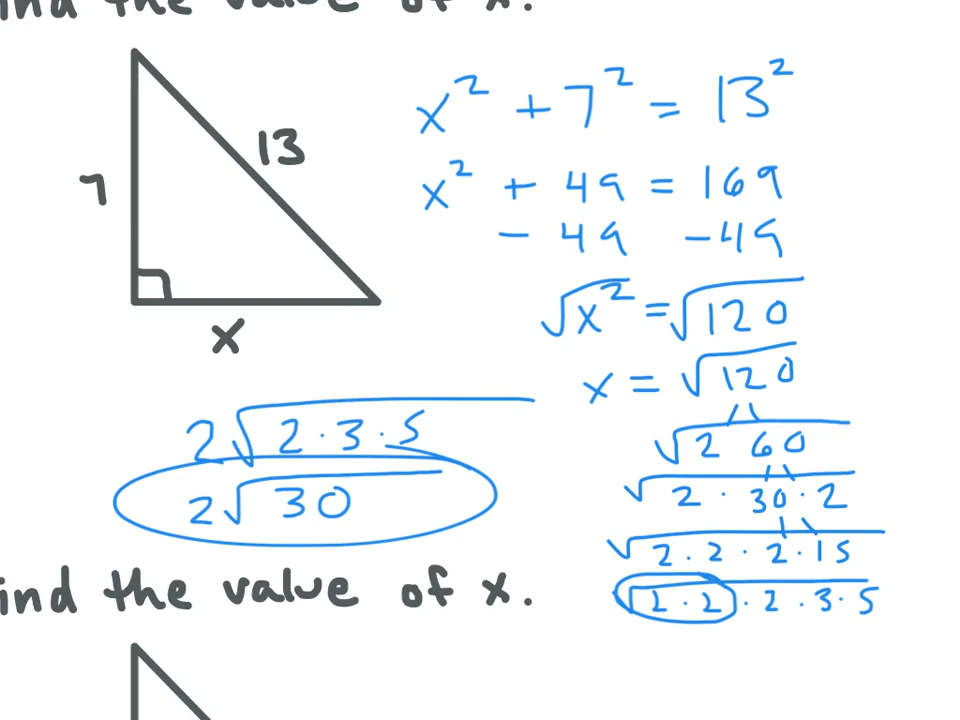 ind the value of x.
7
13
x
x² + 7² = 13²
x² + 49 = 169
- 49 -49
√x² = √120
x = √120
√2 60
√2 · 30 · 2
√2 · 2 · 2 · 15
√2 · 2 · 2 · 3 · 5
2√2 · 3 · 5
2√30
ind the value of x.